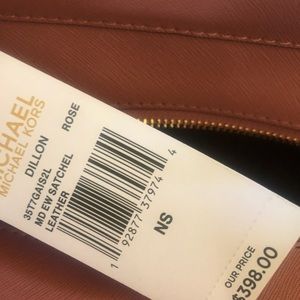 MICHAEL
MICHAEL KORS
DILLON
35T7GAIS2L
MD EW SATCHEL
LEATHER
ROSE
1 92877 37974 4
NS
OUR PRICE
$398.00